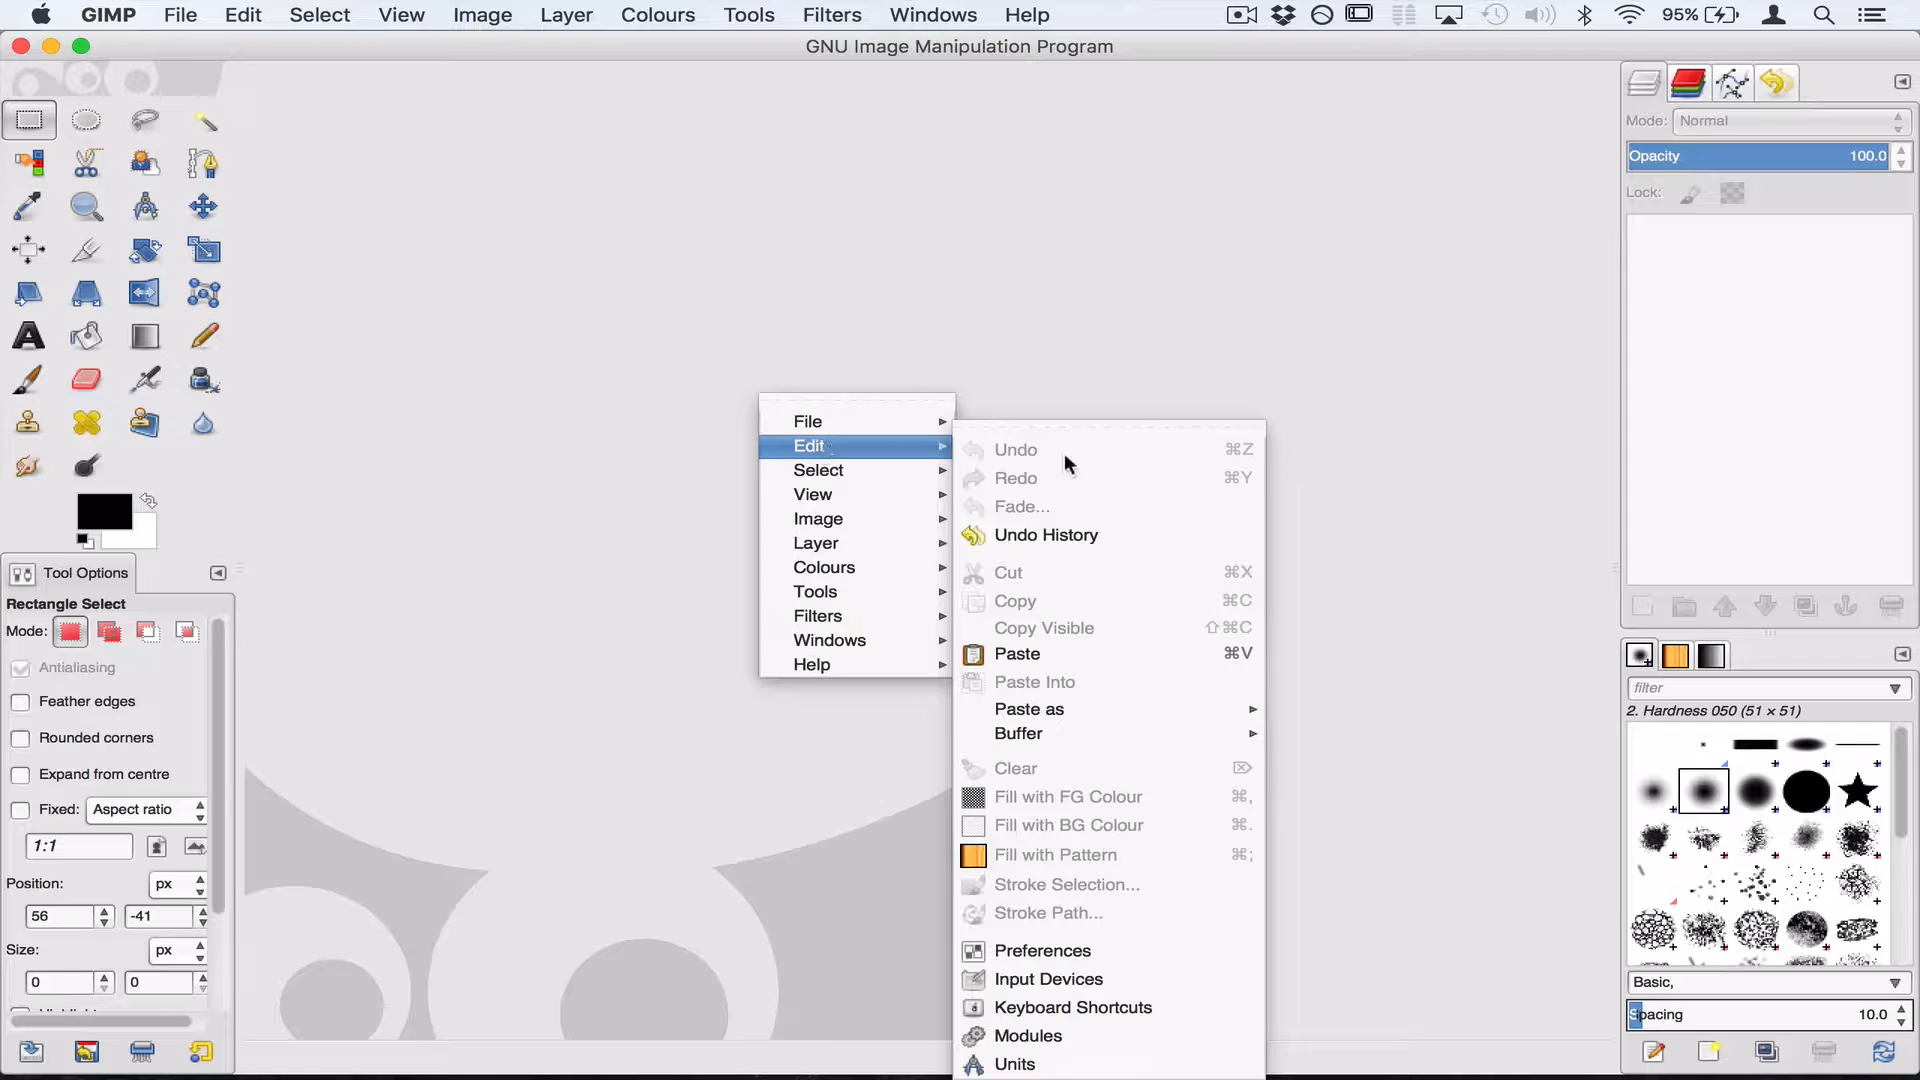 GIMP File Edit Select View Image Layer Colours Tools Filters Windows Help 95%
GNU Image Manipulation Program
Mode: Normal
Opacity 100.0
Lock:
File
Edit
Select
View
Image
Layer
Colours
Tools
Filters
Windows
Help
Undo ⌘Z
Redo ⌘Y
Fade...
Undo History
Cut ⌘X
Copy ⌘C
Copy Visible ⇧⌘C
Paste ⌘V
Paste Into
Paste as
Buffer
Clear ⌦
Fill with FG Colour ⌘,
Fill with BG Colour ⌘.
Fill with Pattern ⌘;
Stroke Selection...
Stroke Path...
Preferences
Input Devices
Keyboard Shortcuts
Modules
Units
Tool Options
Rectangle Select
Mode:
Antialiasing
Feather edges
Rounded corners
Expand from centre
Fixed: Aspect ratio
1:1
Position: px
56 -41
Size: px
0 0
filter
2. Hardness 050 (51 × 51)
Basic,
Spacing 10.0